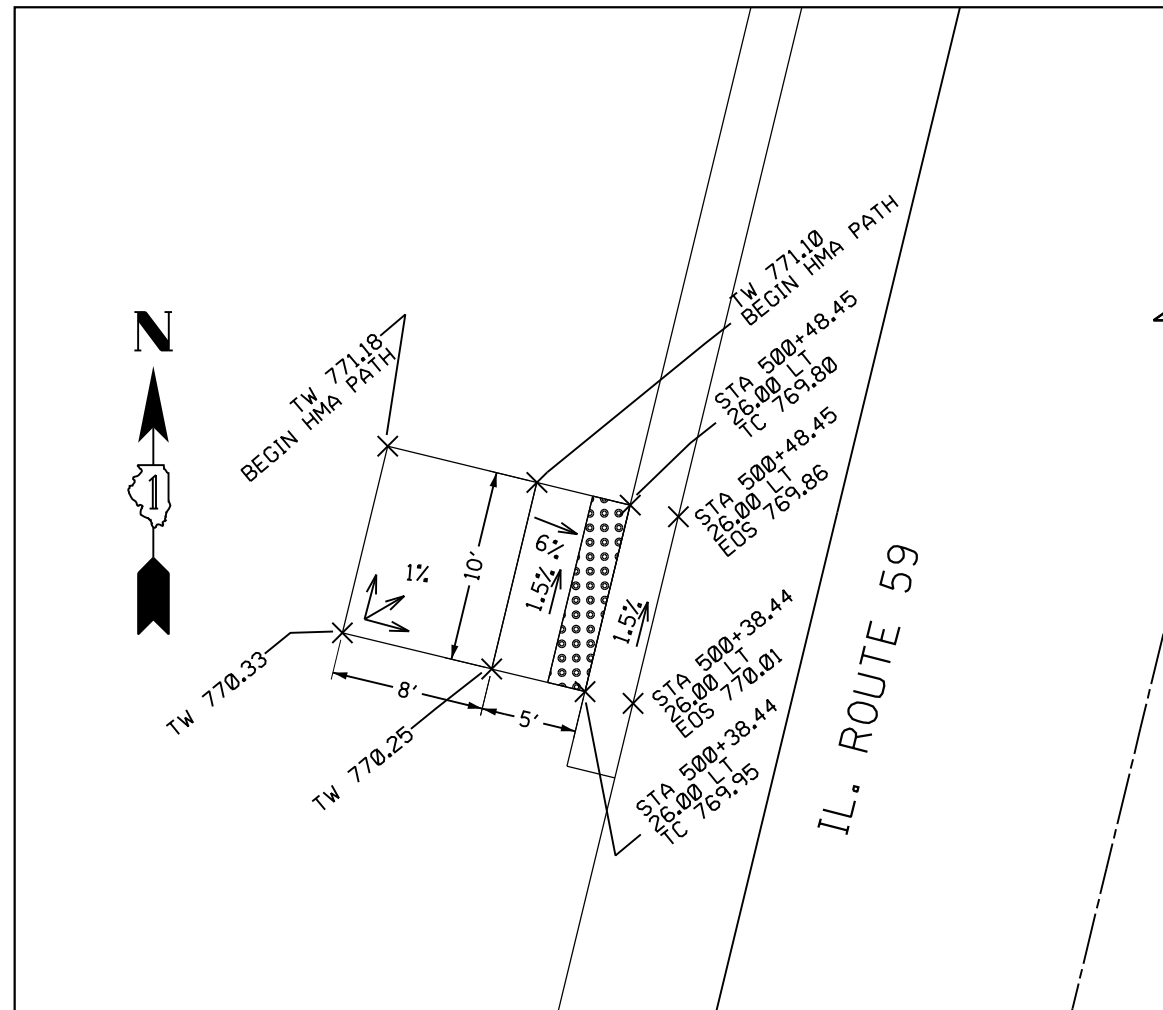 N
1
TW 771.18
BEGIN HMA PATH
TW 771.10
BEGIN HMA PATH
STA 500+48.45
26.00 LT
TC 769.80
STA 500+48.45
26.00 LT
EOS 769.86
1%
10'
6%
1.5%
1.5%
TW 770.33
8'
5'
TW 770.25
STA 500+38.44
26.00 LT
EOS 770.01
STA 500+38.44
26.00 LT
TC 769.95
IL. ROUTE 59